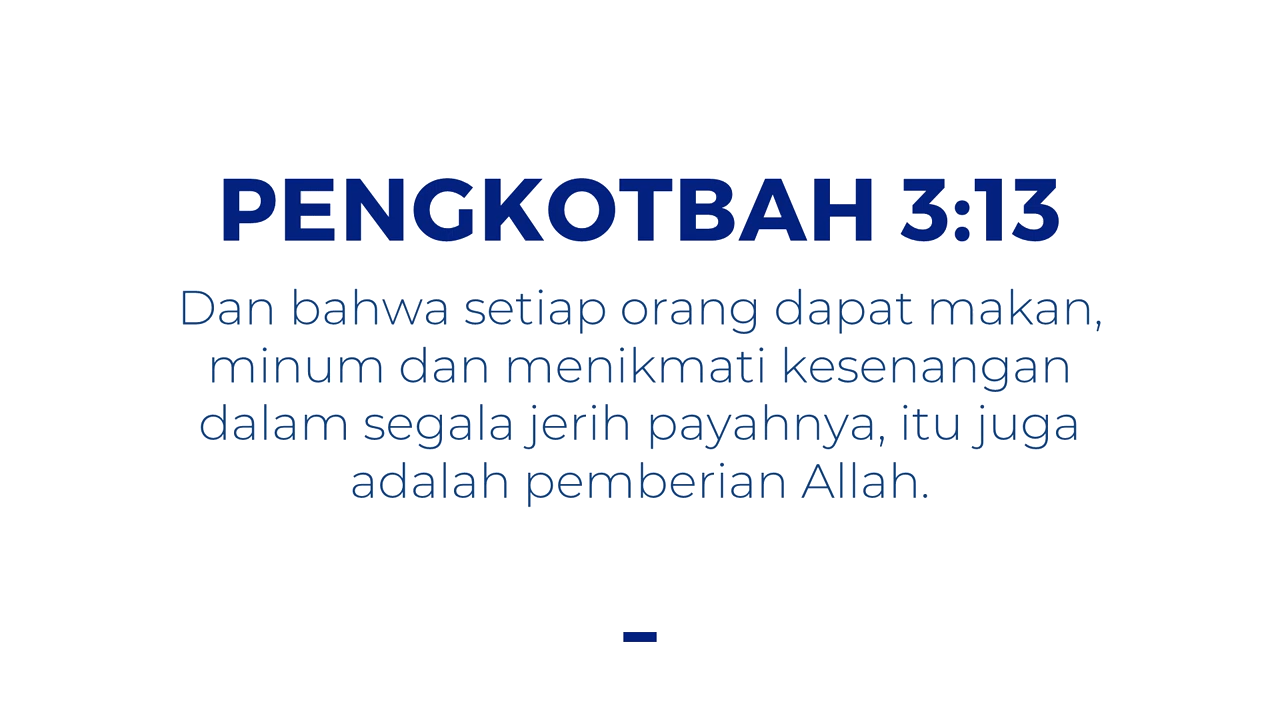 PENGKOTBAH 3:13
Dan bahwa setiap orang dapat makan,
minum dan menikmati kesenangan
dalam segala jerih payahnya, itu juga
adalah pemberian Allah.